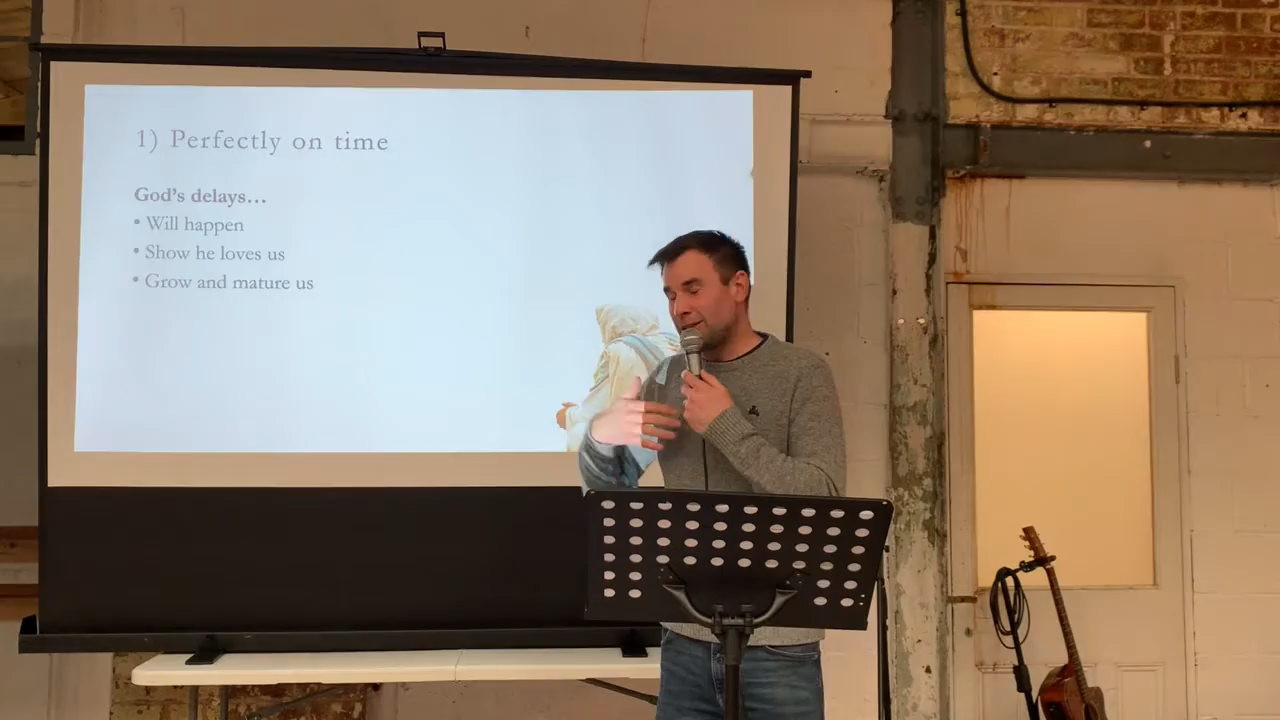 1) Perfectly on time
God's delays…
• Will happen
• Show he loves us
• Grow and mature us